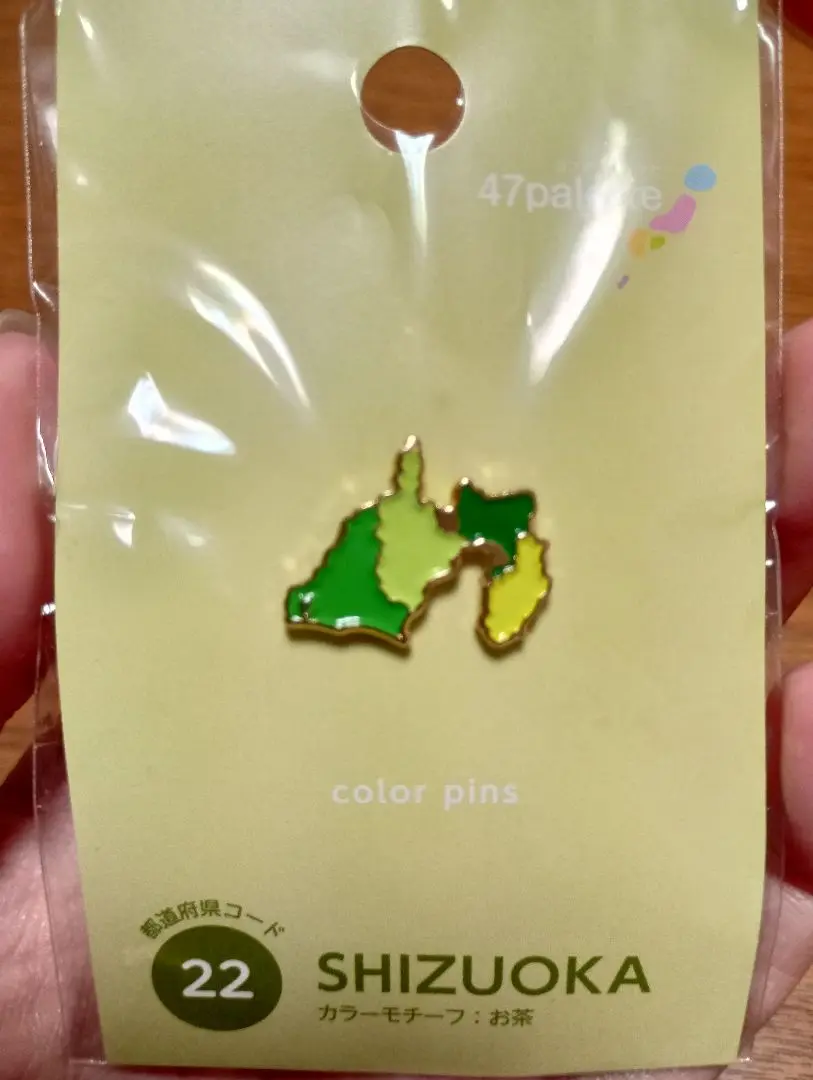 47palette
color pins
都道府県コード
22
SHIZUOKA
カラーモチーフ：お茶